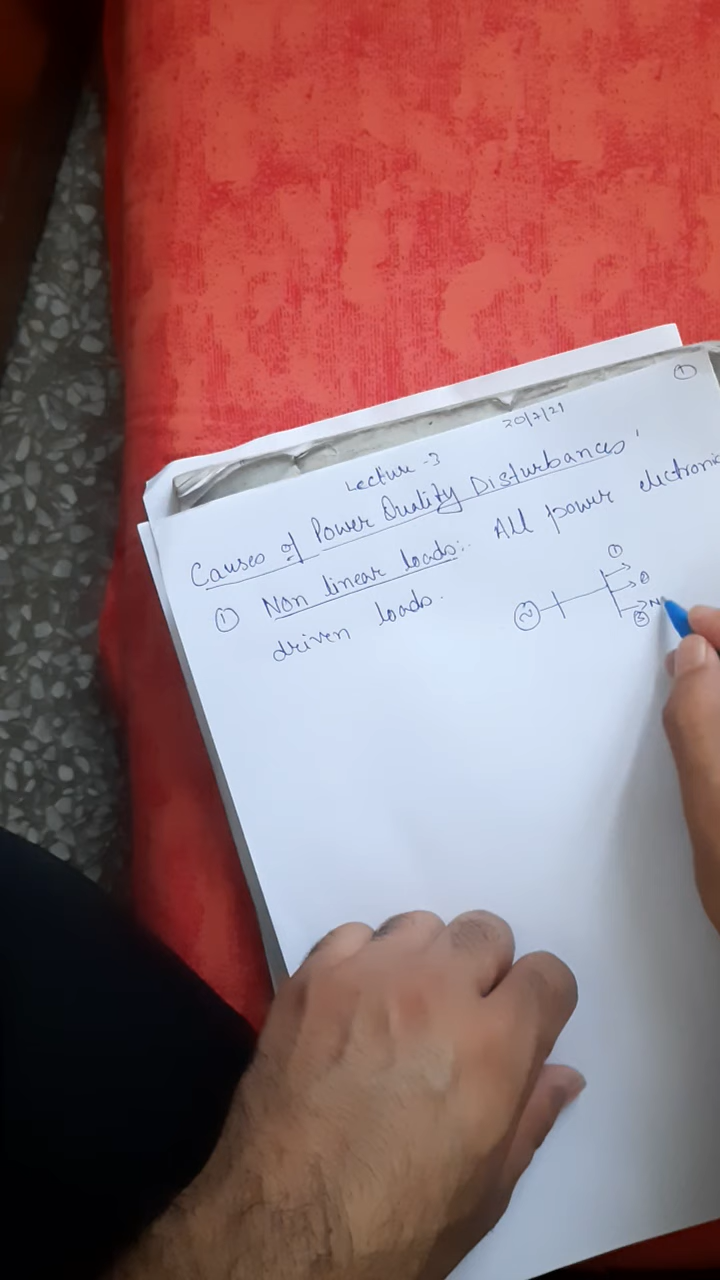 ①
20/2/21
Lecture -3
Causes of Power Quality Disturbances'
① Non linear loads:- All power electronic
driven loads.
①
②
N
③